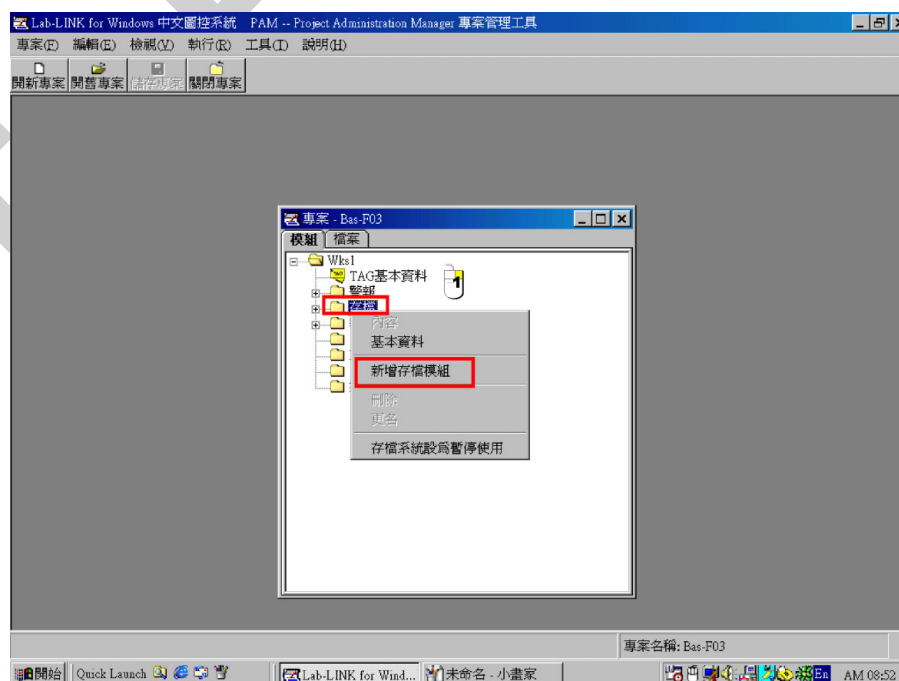 Lab-LINK for Windows 中文圖控系統 PAM -- Project Administration Manager 專案管理工具
專案(F) 編輯(E) 檢視(V) 執行(R) 工具(T) 說明(H)
開新專案 開舊專案 儲存專案 關閉專案
專案 - Bas-F03
模組 檔案
Wks1
TAG基本資料
1
警報
存檔
內容
基本資料
新增存檔模組
刪除
更名
存檔系統設爲暫停使用
專案名稱: Bas-F03
開始 Quick Launch Lab-LINK for Wind... 未命名 - 小畫家 En AM 08:52